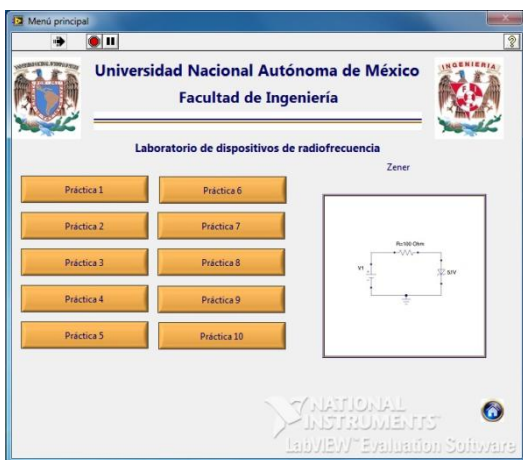 Menú principal
Universidad Nacional Autónoma de México
Facultad de Ingeniería
INGENIERIA
Laboratorio de dispositivos de radiofrecuencia
Zener
Práctica 1
Práctica 6
Práctica 2
Práctica 7
Práctica 3
Práctica 8
Práctica 4
Práctica 9
Práctica 5
Práctica 10
R=100 Ohm
V1
5.1V
NATIONAL
INSTRUMENTS
LabVIEW Evaluation Software